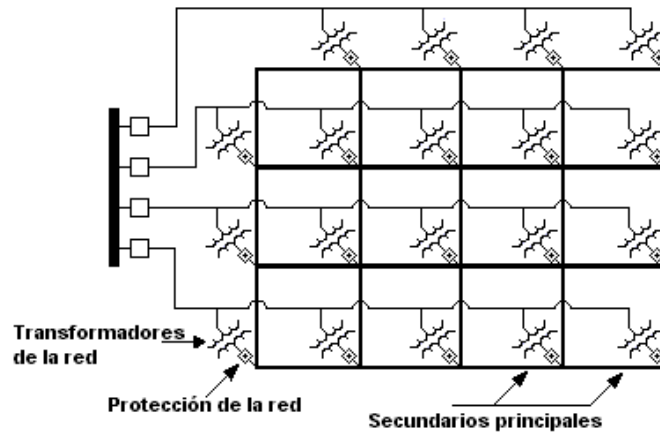 Transformadores
de la red
Protección de la red
Secundarios principales